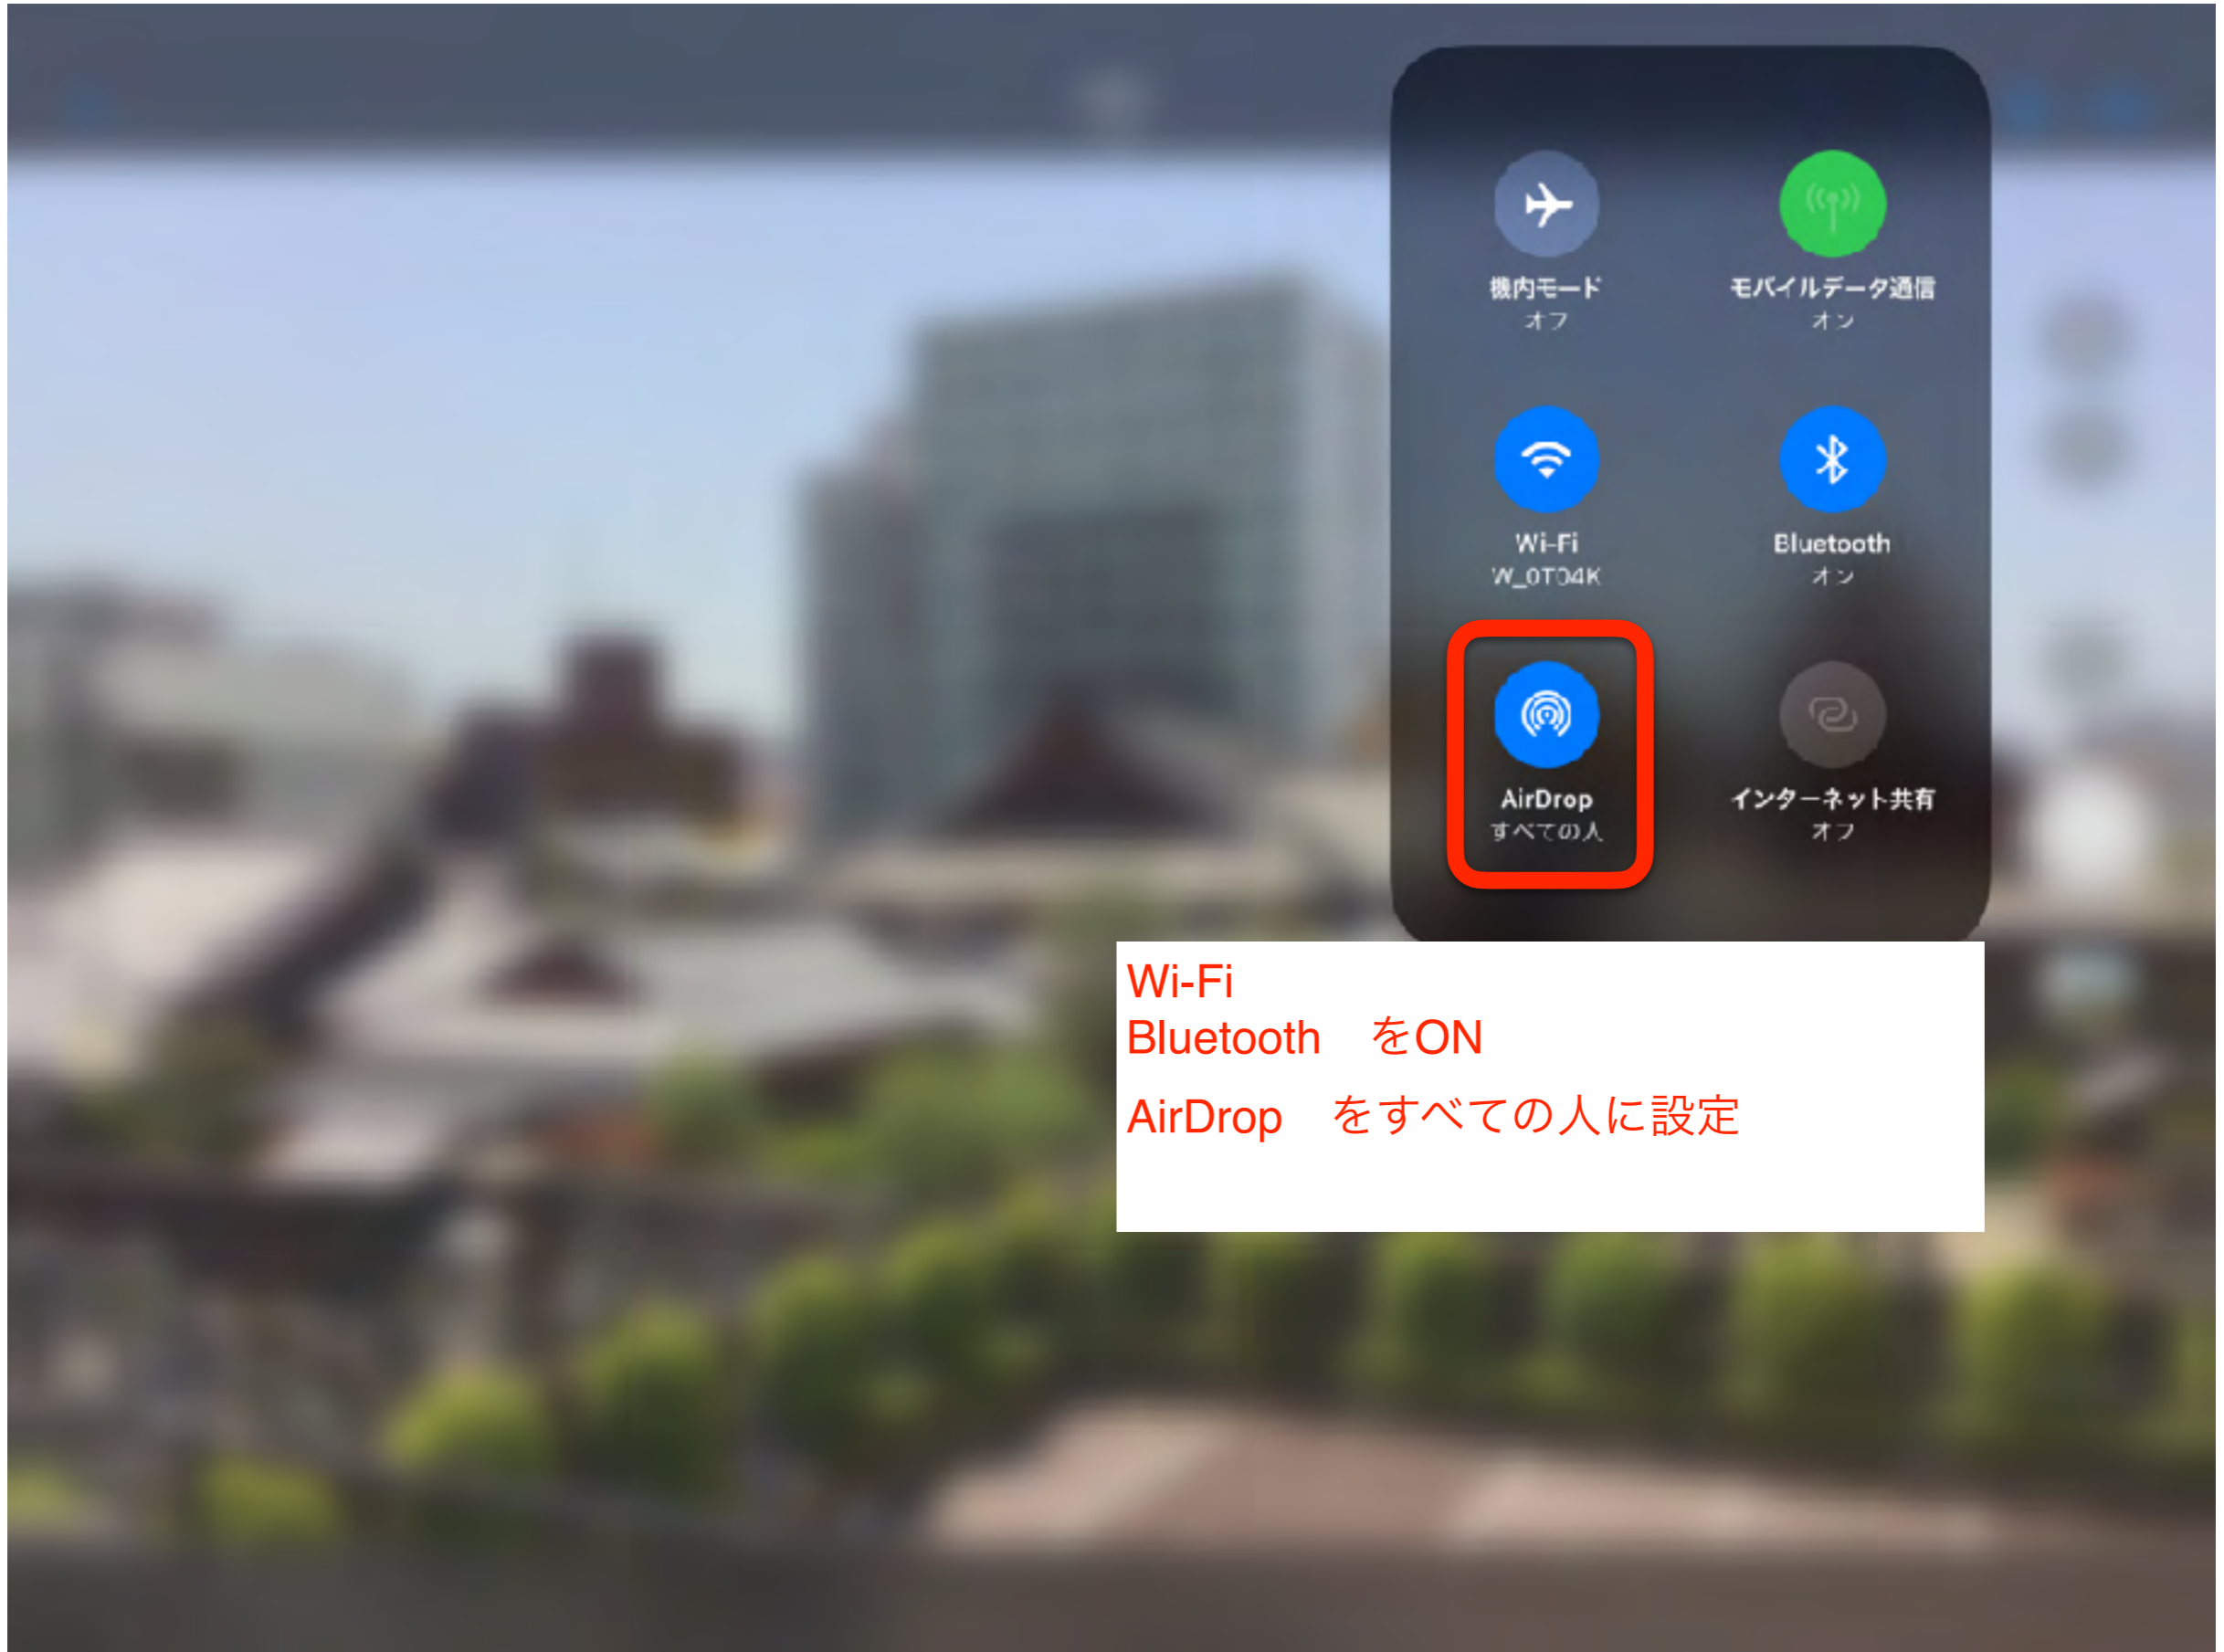 機内モード
オフ
モバイルデータ通信
オン
Wi-Fi
W_0T04K
Bluetooth
オン
AirDrop
すべての人
インターネット共有
オフ
Wi-Fi
Bluetooth　をON
AirDrop　をすべての人に設定